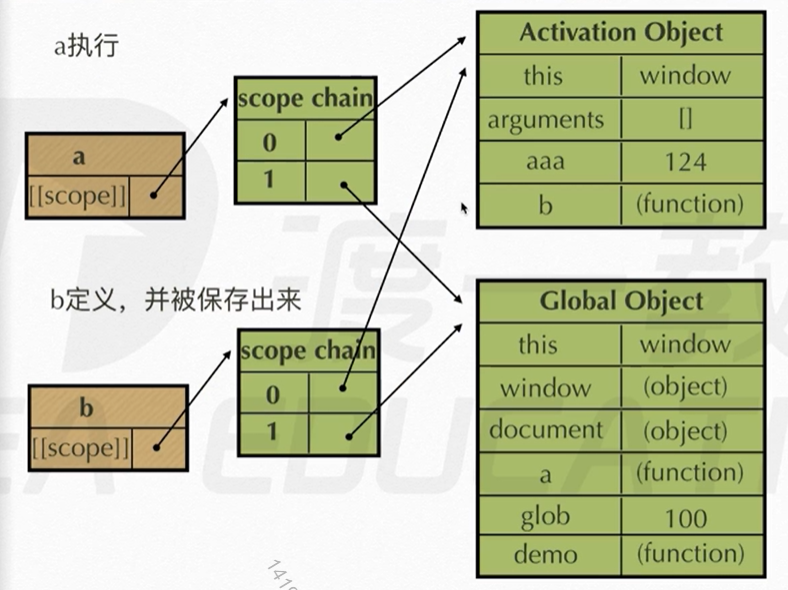 a执行
a
[[scope]]
scope chain
0
1
Activation Object
this window
arguments []
aaa 124
b (function)
b定义，并被保存出来
b
[[scope]]
scope chain
0
1
Global Object
this window
window (object)
document (object)
a (function)
glob 100
demo (function)
EDUCAT